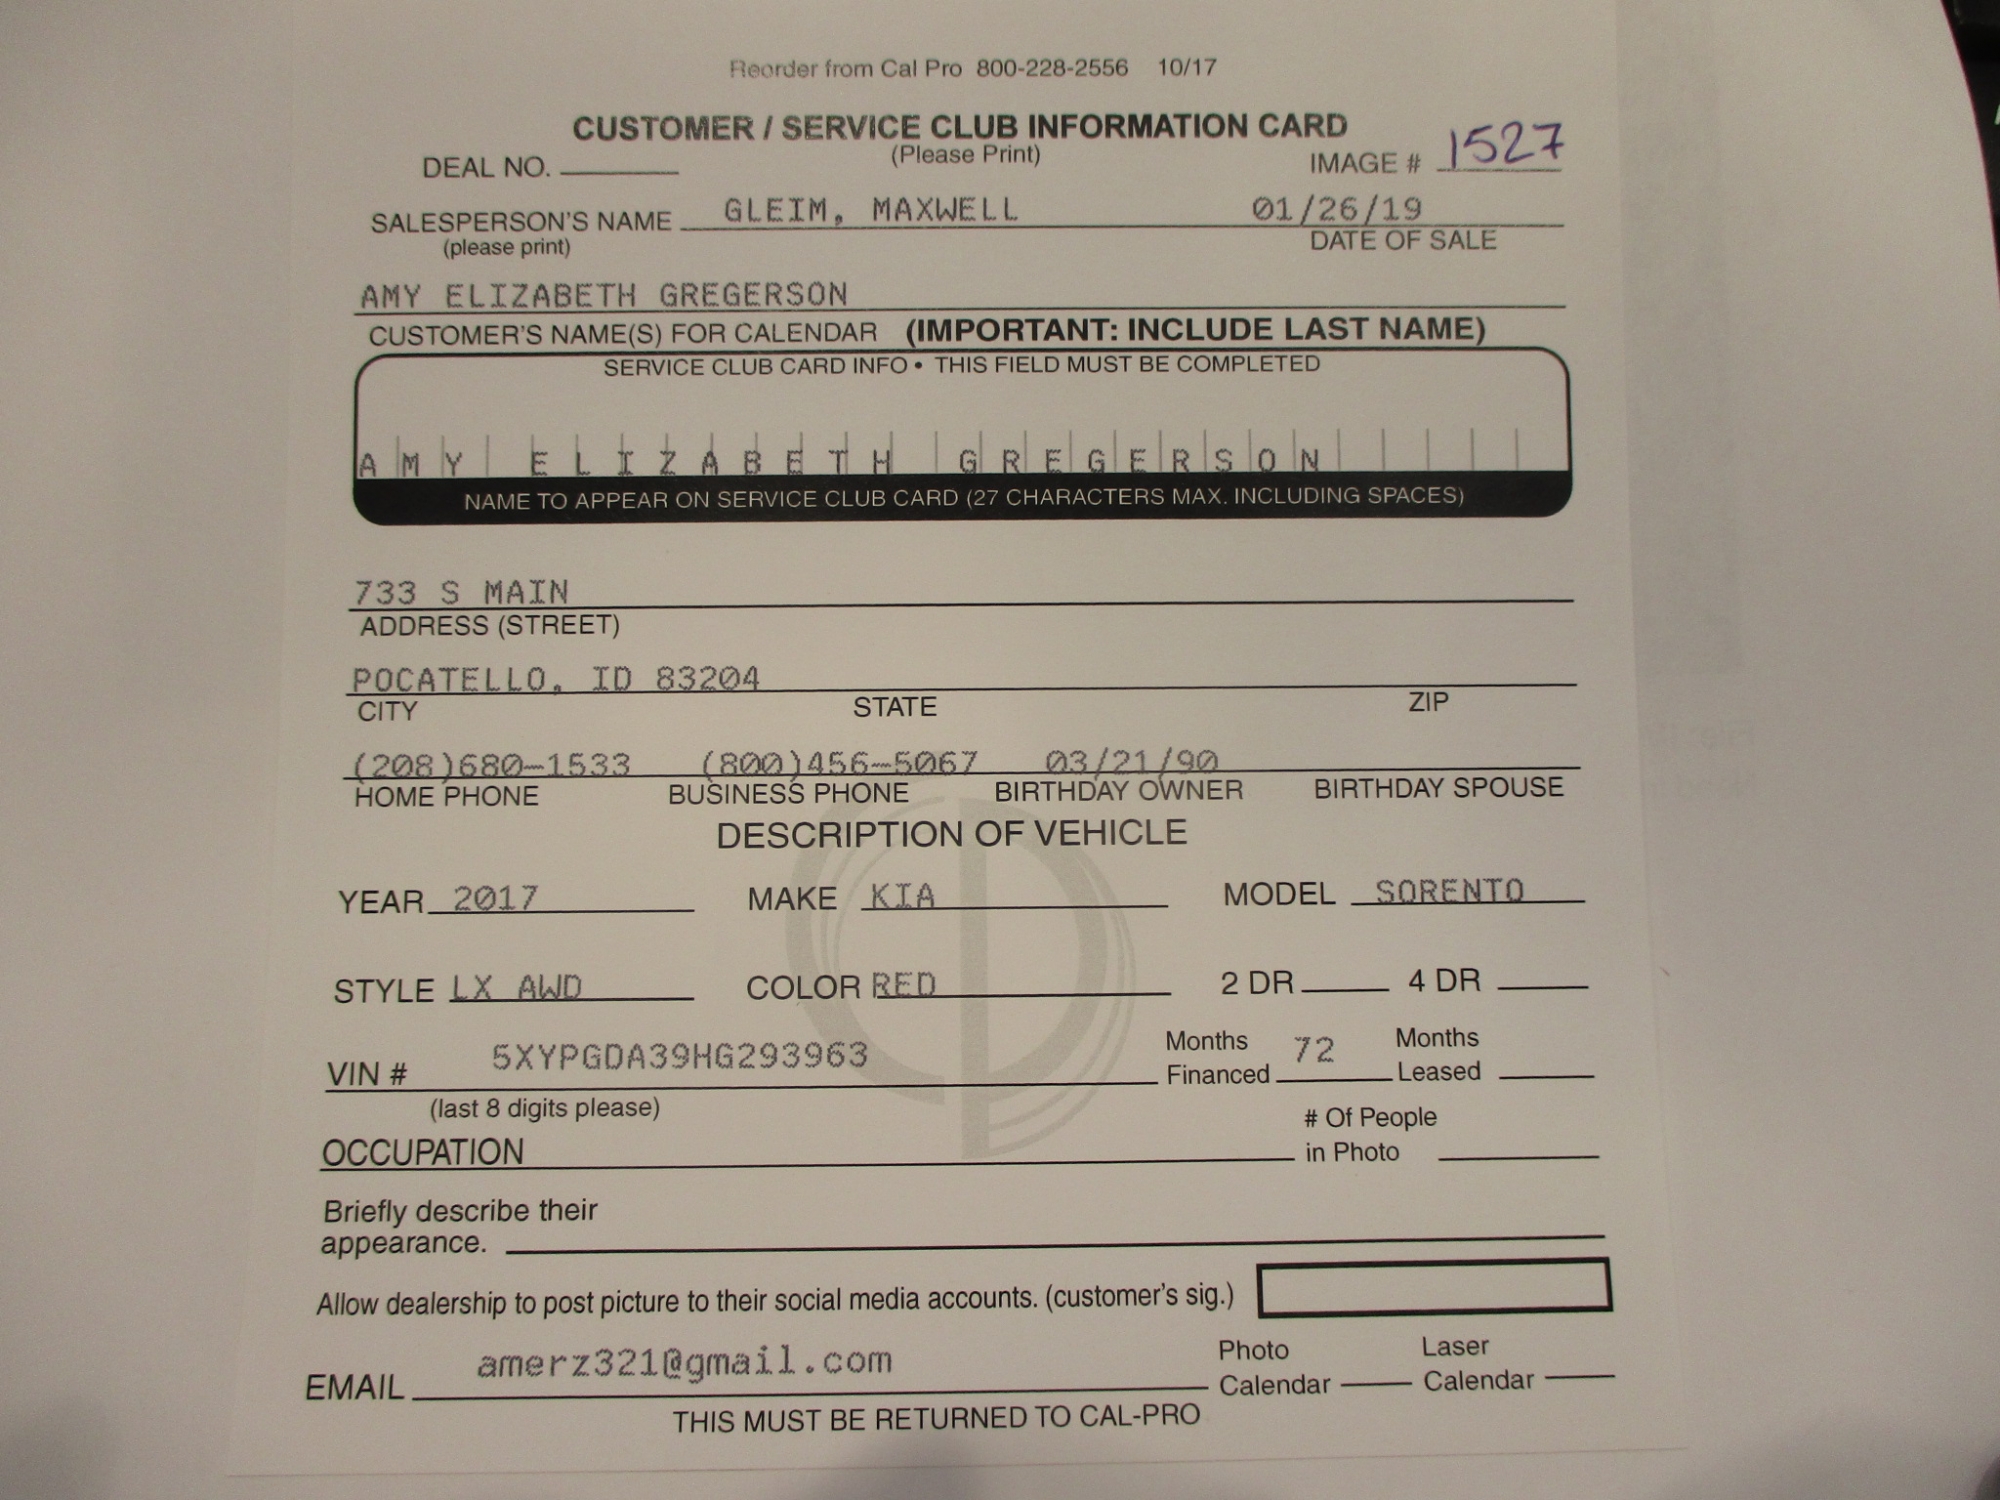 Reorder from Cal Pro 800-228-2556 10/17
CUSTOMER / SERVICE CLUB INFORMATION CARD
(Please Print)
DEAL NO. IMAGE # 1527
SALESPERSON'S NAME GLEIM, MAXWELL 01/26/19
(please print) DATE OF SALE
AMY ELIZABETH GREGERSON
CUSTOMER'S NAME(S) FOR CALENDAR (IMPORTANT: INCLUDE LAST NAME)
SERVICE CLUB CARD INFO • THIS FIELD MUST BE COMPLETED
AMY ELIZABETH GREGERSON
NAME TO APPEAR ON SERVICE CLUB CARD (27 CHARACTERS MAX. INCLUDING SPACES)
733 S MAIN
ADDRESS (STREET)
POCATELLO, ID 83204
CITY STATE ZIP
(208)680-1533 (800)456-5067 03/21/90
HOME PHONE BUSINESS PHONE BIRTHDAY OWNER BIRTHDAY SPOUSE
DESCRIPTION OF VEHICLE
YEAR 2017 MAKE KIA MODEL SORENTO
STYLE LX AWD COLOR RED 2 DR 4 DR
VIN # 5XYPGDA39HG293963 Months Financed 72 Months Leased
(last 8 digits please)
OCCUPATION # Of People in Photo
Briefly describe their
appearance.
Allow dealership to post picture to their social media accounts. (customer's sig.)
EMAIL amerz321@gmail.com Photo Calendar Laser Calendar
THIS MUST BE RETURNED TO CAL-PRO